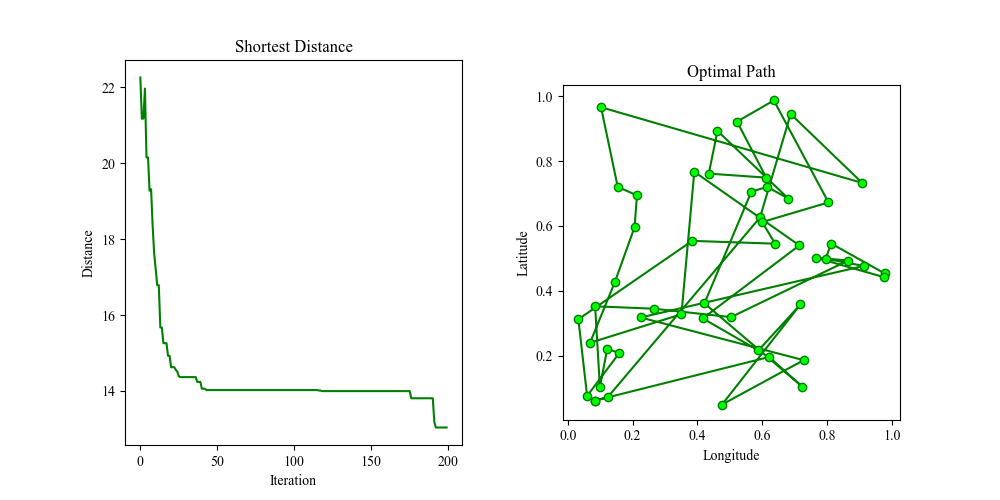 Shortest Distance
22
20
18
16
14
Distance
0 50 100 150 200
Iteration
Optimal Path
1.0
0.8
0.6
0.4
0.2
Latitude
0.0 0.2 0.4 0.6 0.8 1.0
Longitude